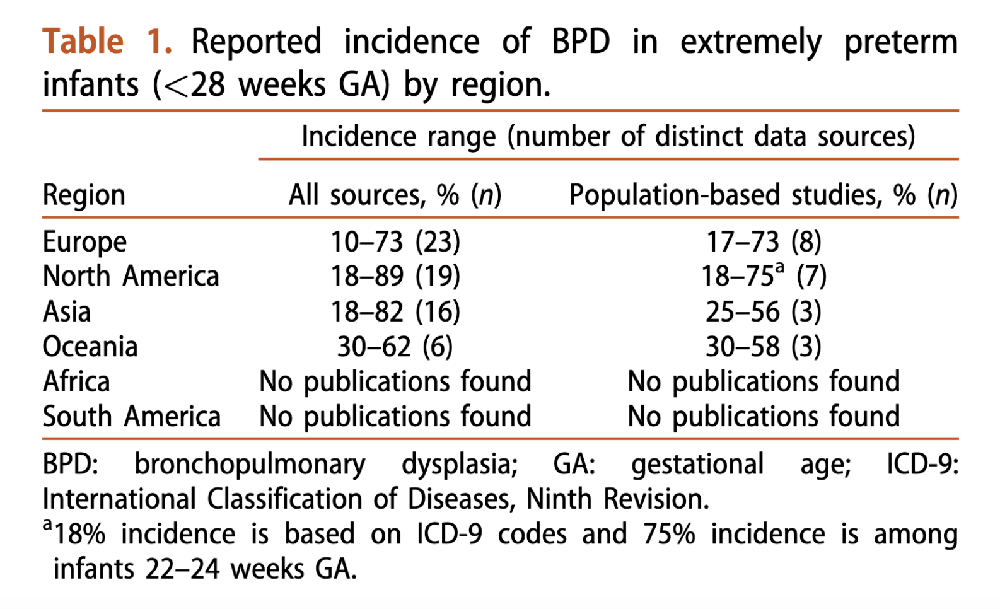 Table 1. Reported incidence of BPD in extremely preterm
infants (<28 weeks GA) by region.
Incidence range (number of distinct data sources)
Region All sources, % (n) Population-based studies, % (n)
Europe 10–73 (23) 17–73 (8)
North America 18–89 (19) 18–75ᵃ (7)
Asia 18–82 (16) 25–56 (3)
Oceania 30–62 (6) 30–58 (3)
Africa No publications found No publications found
South America No publications found No publications found
BPD: bronchopulmonary dysplasia; GA: gestational age; ICD-9:
International Classification of Diseases, Ninth Revision.
ᵃ18% incidence is based on ICD-9 codes and 75% incidence is among
infants 22–24 weeks GA.